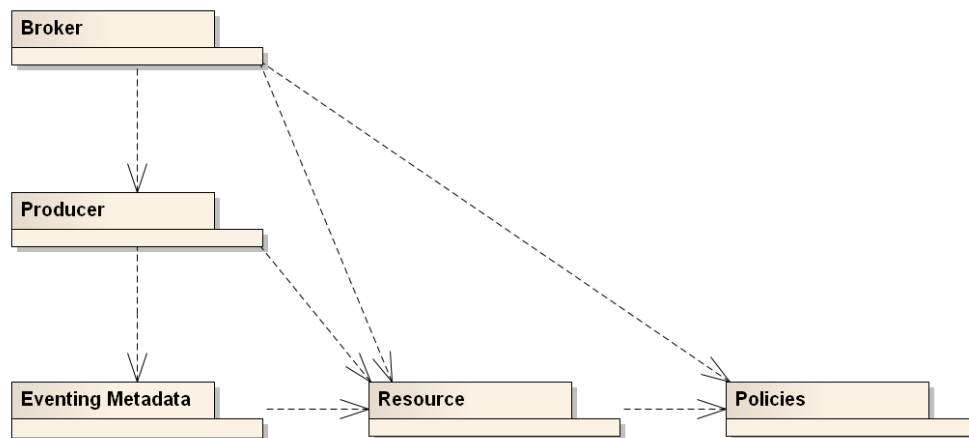 Broker
Producer
Eventing Metadata
Resource
Policies